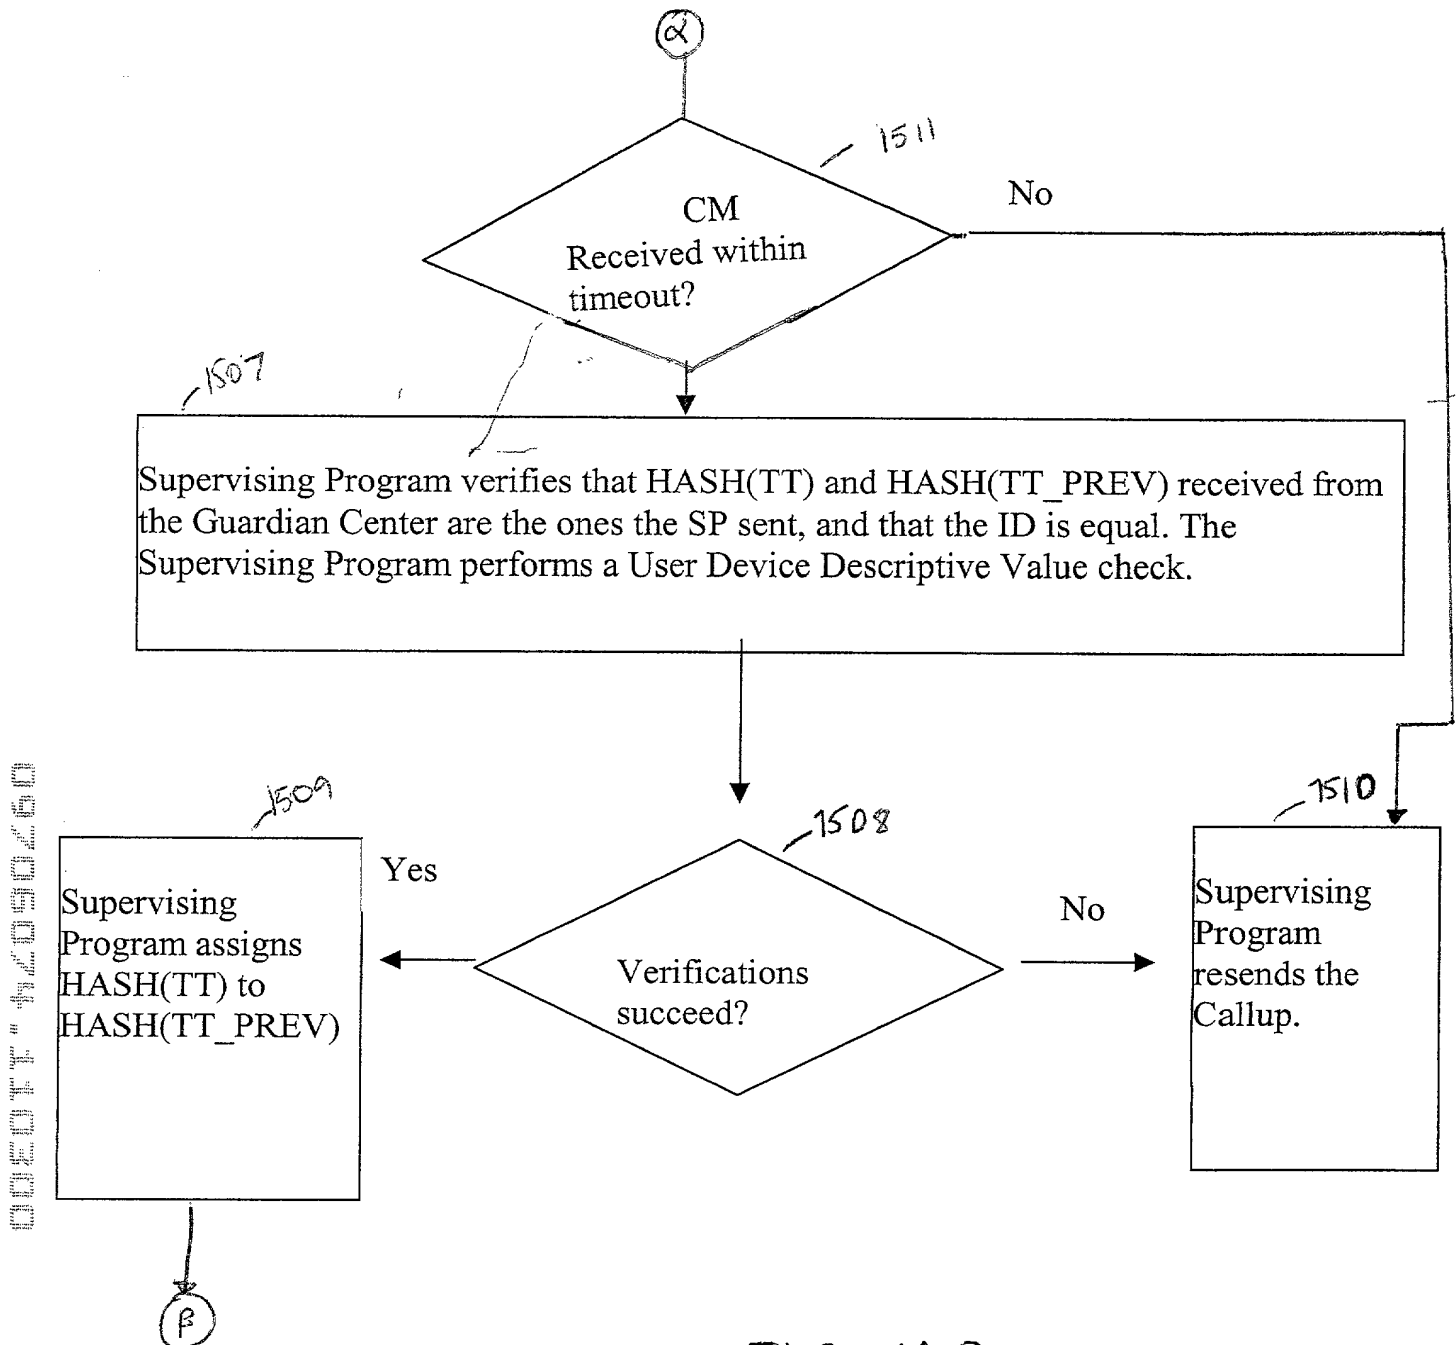 α
1511
CM
Received within
timeout?
No
1507
Supervising Program verifies that HASH(TT) and HASH(TT_PREV) received from
the Guardian Center are the ones the SP sent, and that the ID is equal. The
Supervising Program performs a User Device Descriptive Value check.
1509
1508
1510
Yes
Supervising
Program assigns
HASH(TT) to
HASH(TT_PREV)
Verifications
succeed?
No
Supervising
Program
resends the
Callup.
β